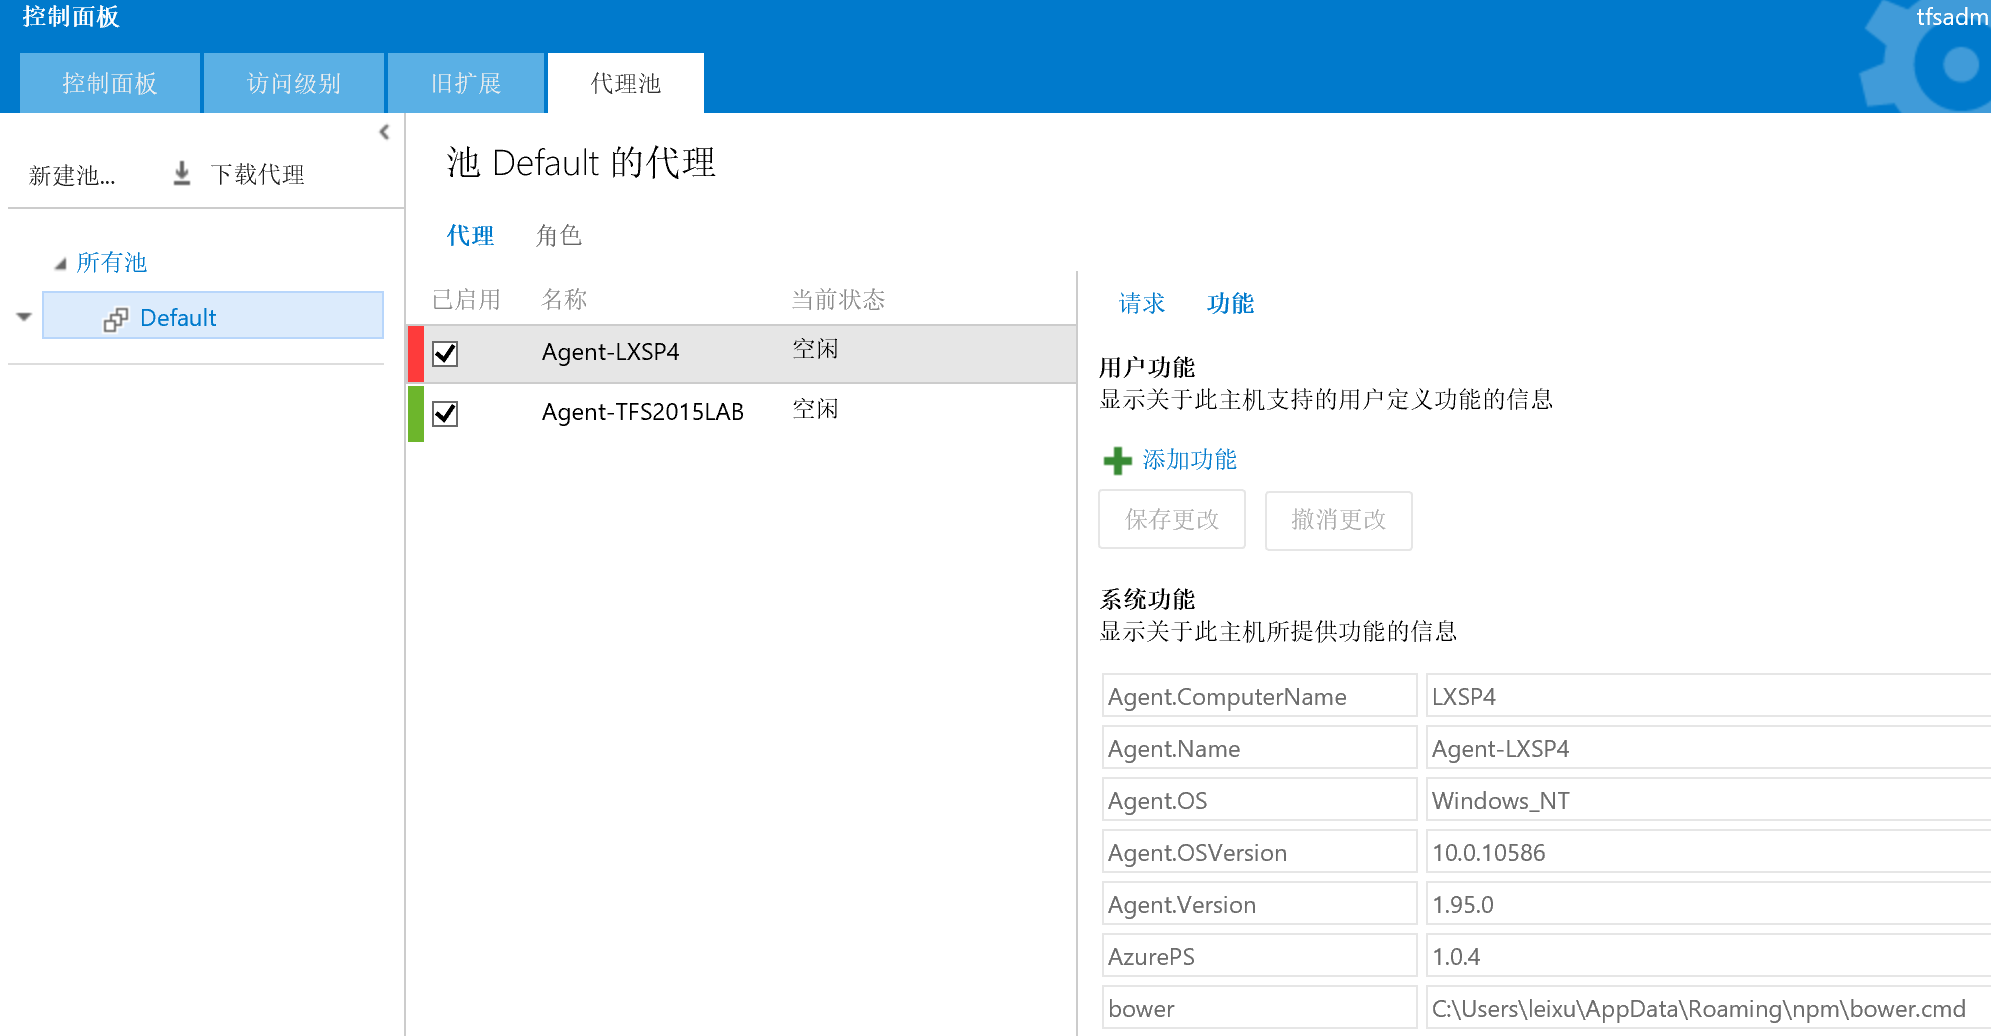 控制面板
tfsadm
控制面板 访问级别 旧扩展 代理池
新建池... 下载代理
所有池
Default
池 Default 的代理
代理 角色
已启用 名称 当前状态
Agent-LXSP4 空闲
Agent-TFS2015LAB 空闲
请求 功能
用户功能
显示关于此主机支持的用户定义功能的信息
添加功能
保存更改 撤消更改
系统功能
显示关于此主机所提供功能的信息
Agent.ComputerName LXSP4
Agent.Name Agent-LXSP4
Agent.OS Windows_NT
Agent.OSVersion 10.0.10586
Agent.Version 1.95.0
AzurePS 1.0.4
bower C:\Users\leixu\AppData\Roaming\npm\bower.cmd